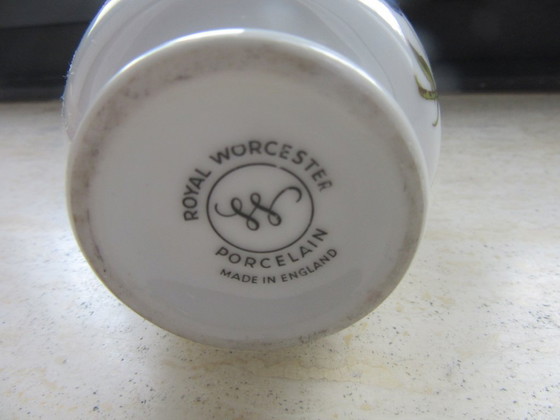 ROYAL WORCESTER
W
PORCELAIN
MADE IN ENGLAND